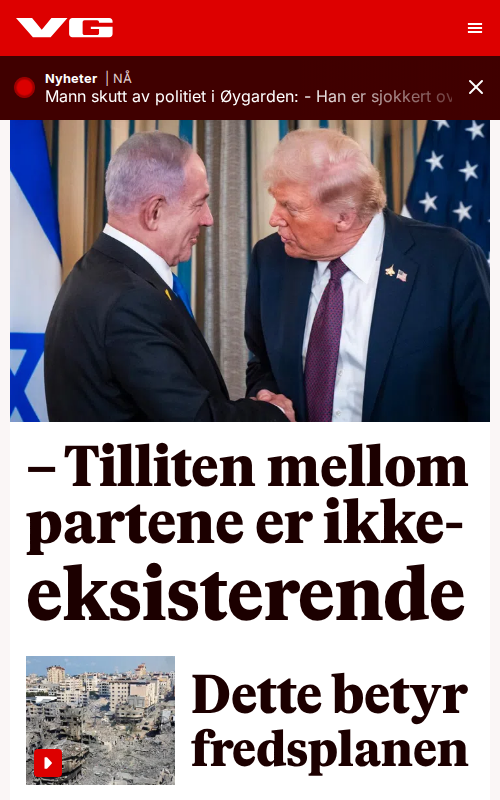 VG
Nyheter | NÅ
Mann skutt av politiet i Øygarden: - Han er sjokkert ov
– Tilliten mellom
partene er ikke-
eksisterende
Dette betyr
fredsplanen